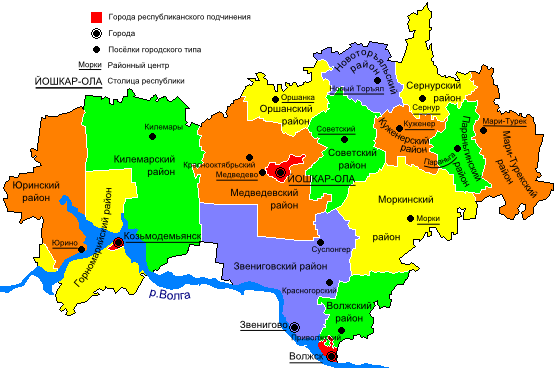 Города республиканского подчинения
Города
Посёлки городского типа
Морки Районный центр
ЙОШКАР-ОЛА Столица республики
Новоторъяльский
район
Новый Торъял
Сернурский
район
Сернур
Оршанка
Оршанский
район
Килемары
Килемарский
район
Советский
Советский
район
Куженер
Куженерский
район
Параньга
Параньгинский
район
Мари-Турек
Мари-Турекский
район
Краснооктябрьский
Медведево
ЙОШКАР-ОЛА
Медведевский
район
Юринский
район
Юрино
Горномарийский район
Козьмодемьянск
Моркинский
Морки
район
Суслонгер
Звениговский район
Красногорский
р.Волга
Волжский
район
Звенигово
Приволжский
Волжск